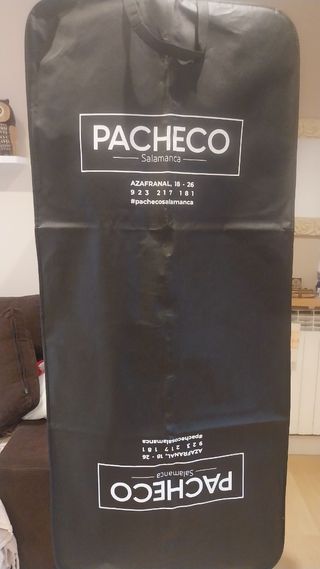 PACHECO
Salamanca
AZAFRANAL, 18 - 26
923 217 181
#pachecosalamanca
PACHECO
Salamanca
AZAFRANAL, 18 - 26
923 217 181
#pachecosalamanca